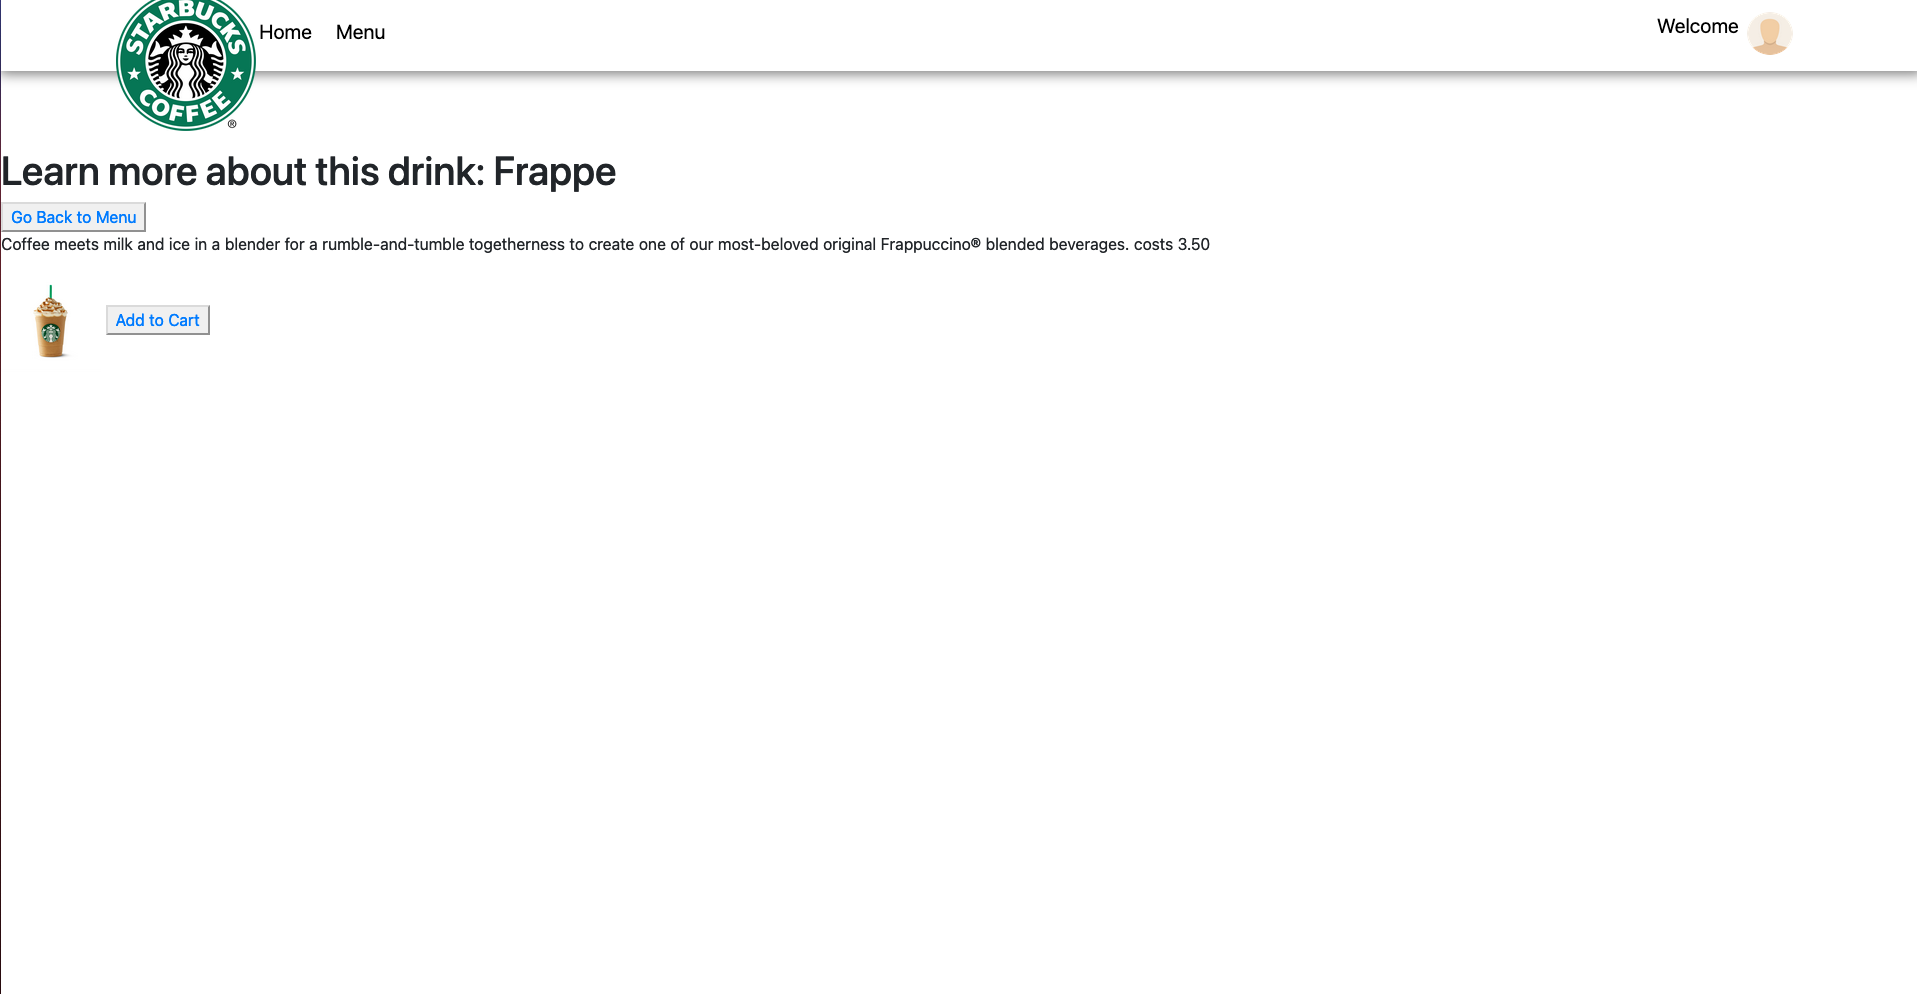 STARBUCKS
COFFEE
®
Home Menu
Welcome
Learn more about this drink: Frappe
Go Back to Menu
Coffee meets milk and ice in a blender for a rumble-and-tumble togetherness to create one of our most-beloved original Frappuccino® blended beverages. costs 3.50
Add to Cart